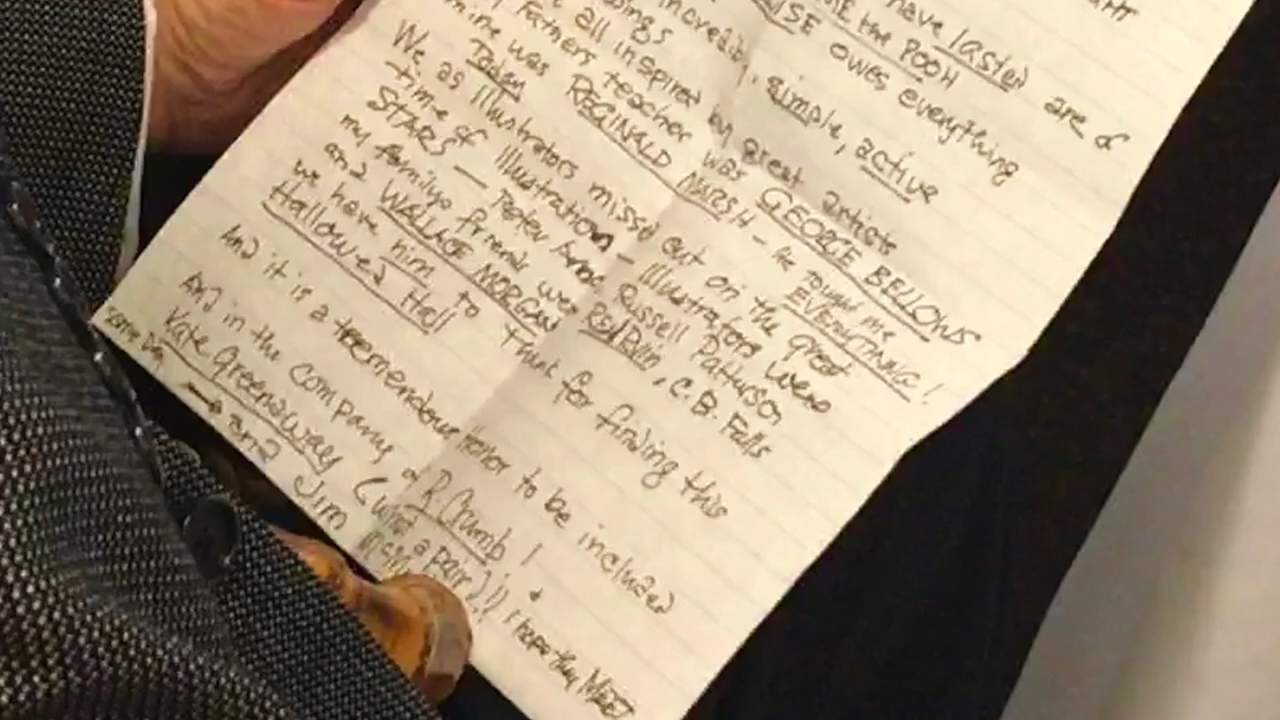 have lasted are
the POOH
owes everything
incredibly, simple, active
all inspired by great artists
Fathers teacher was GEORGE BELLOWS
mine was REGINALD MARSH - he taught me
EVERYTHING!
Today
We as Illustrators missed out on the great
time of Illustration - Illustrators were
STARS - Peter Arno Russell Patterson
my familys friends were Rea Irvin, C.B. Falls
and WALLACE MORGAN
we have him to Thank for finding this
Hallowed Hall
And it is a tremendous honor to be included
And in the company of R Crumb!
Kate Greenaway (what a pair)!! I hope they MEET
Day
→ and Jim